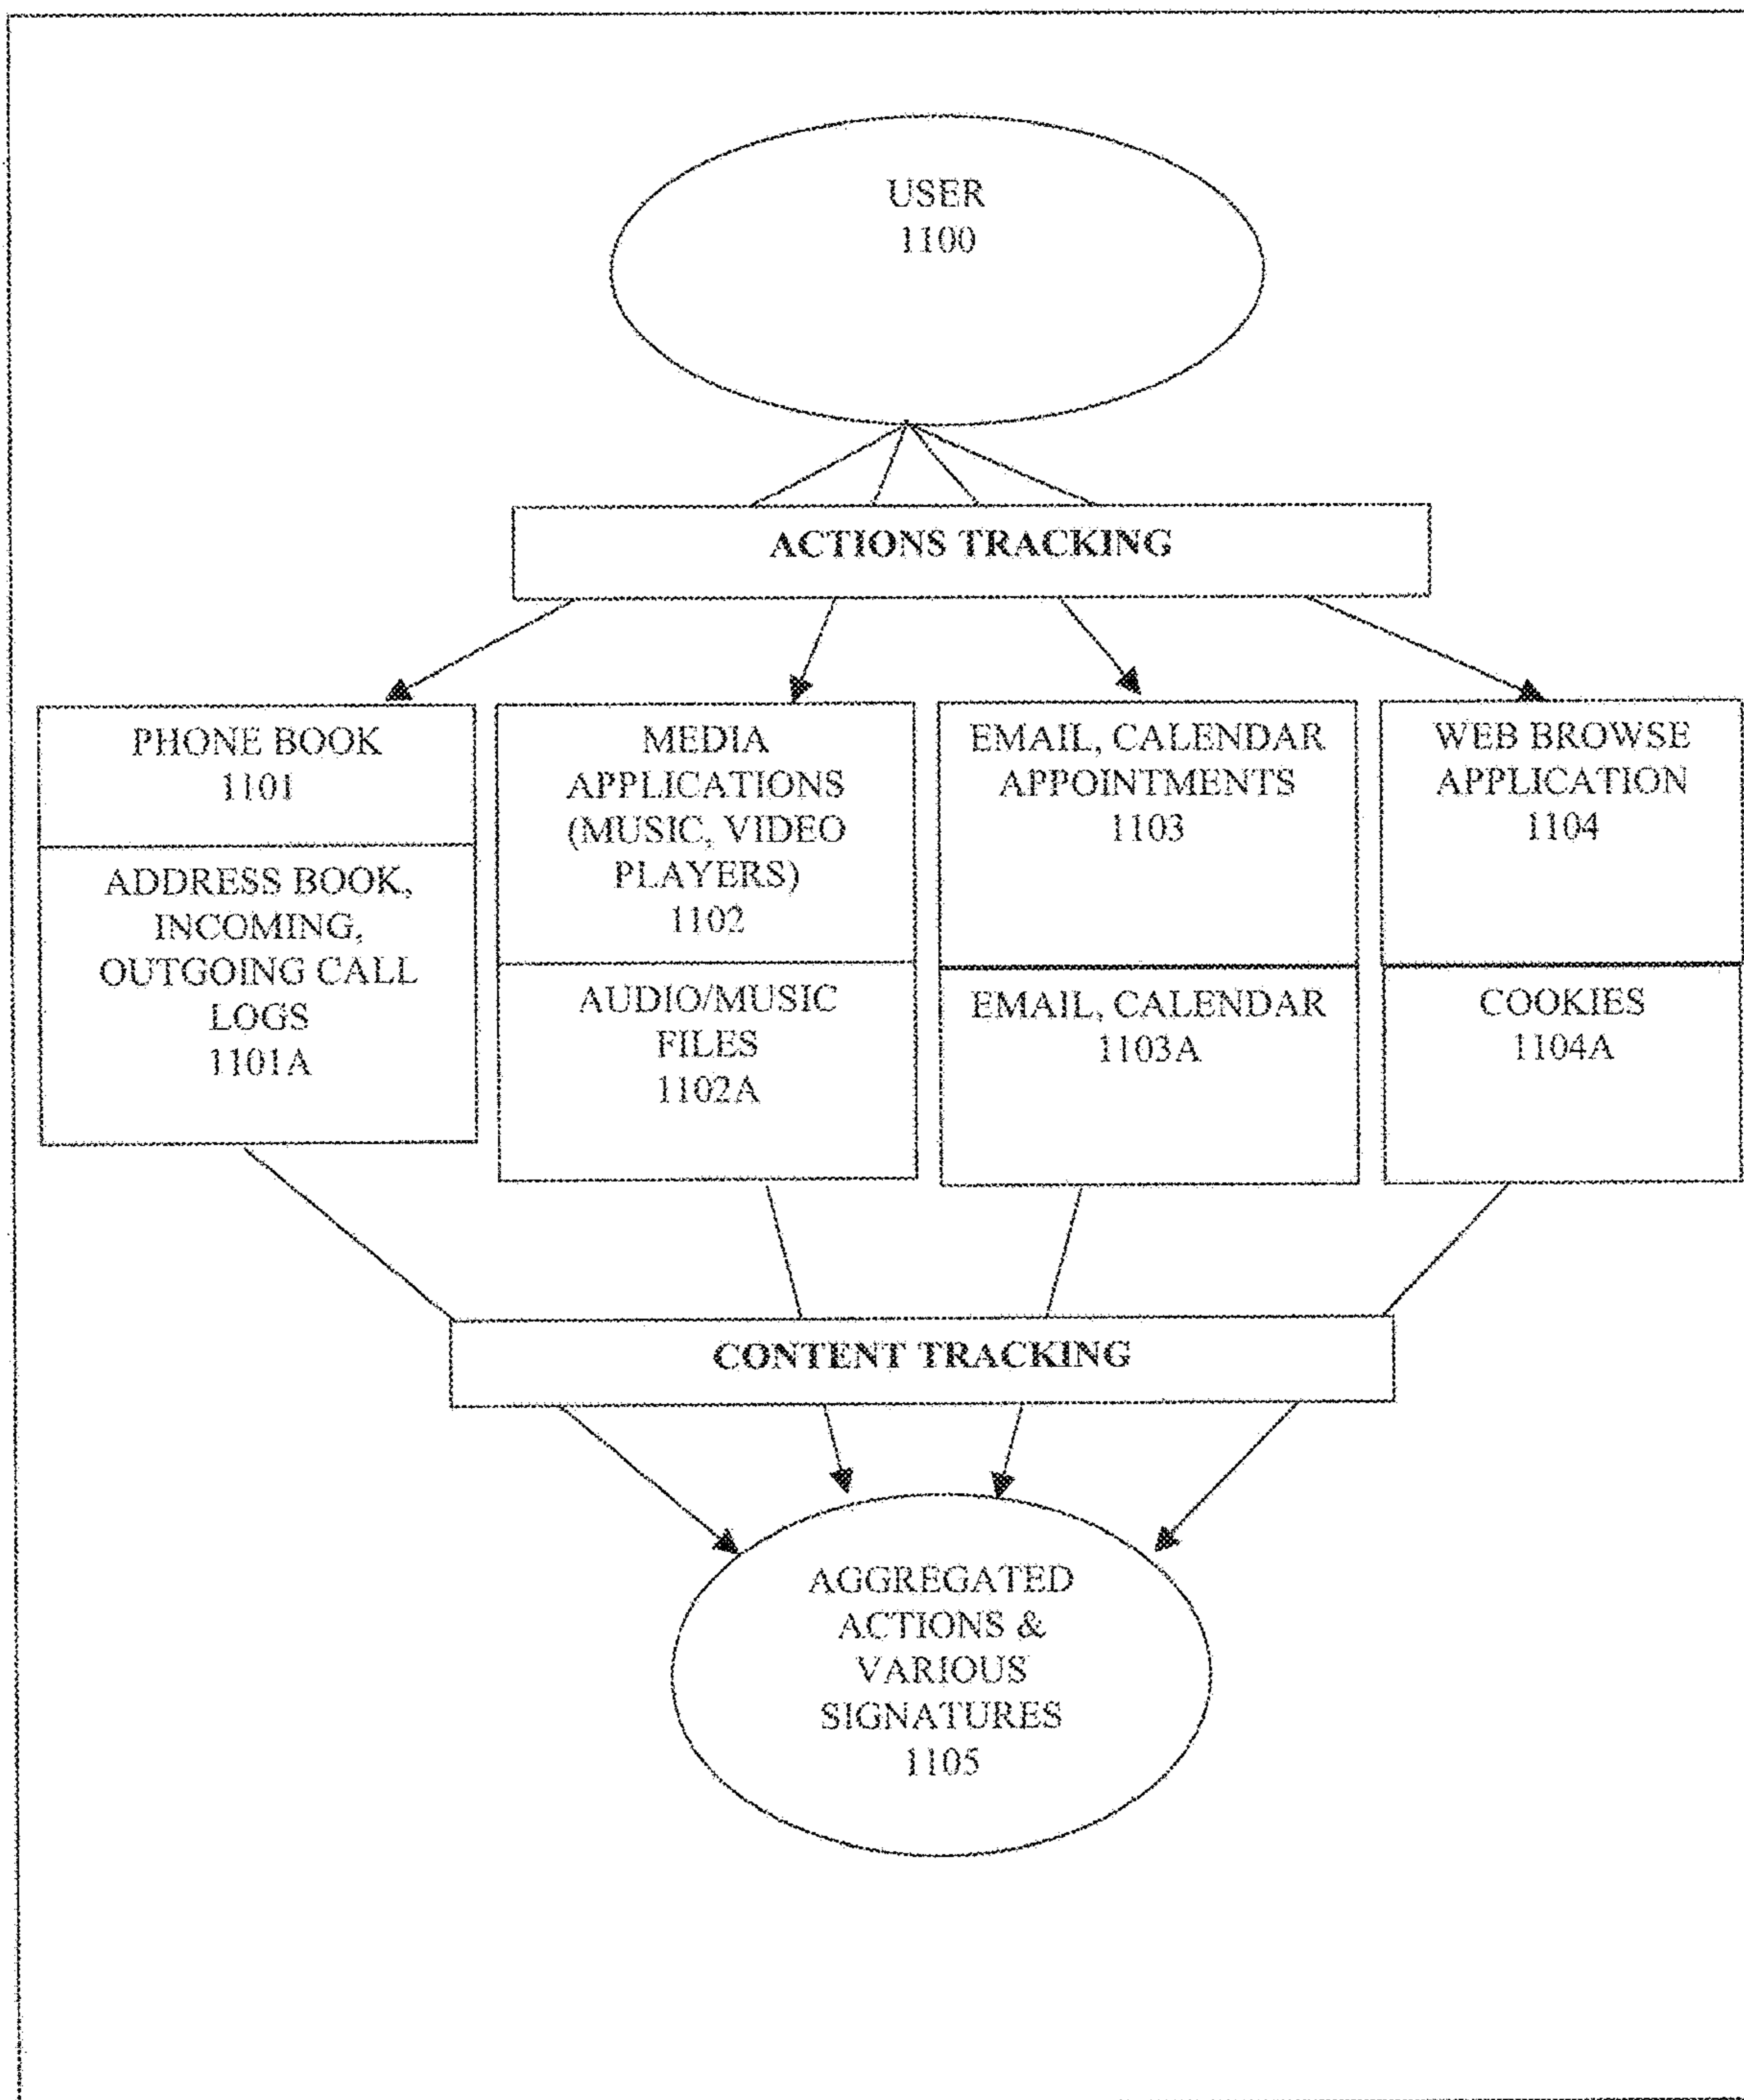 USER
1100
ACTIONS TRACKING
PHONE BOOK
1101
ADDRESS BOOK,
INCOMING,
OUTGOING CALL
LOGS
1101A
MEDIA
APPLICATIONS
(MUSIC, VIDEO
PLAYERS)
1102
AUDIO/MUSIC
FILES
1102A
EMAIL, CALENDAR
APPOINTMENTS
1103
EMAIL, CALENDAR
1103A
WEB BROWSE
APPLICATION
1104
COOKIES
1104A
CONTENT TRACKING
AGGREGATED
ACTIONS &
VARIOUS
SIGNATURES
1105